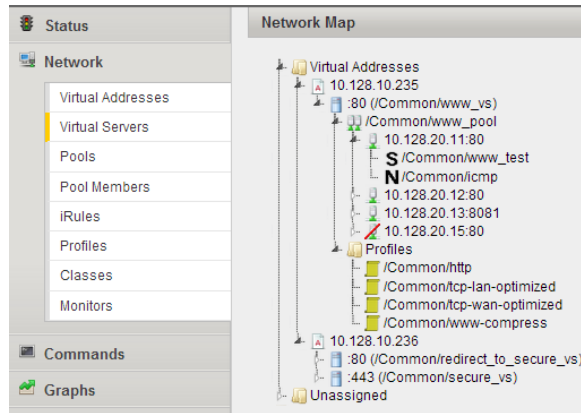 Status
Network
Virtual Addresses
Virtual Servers
Pools
Pool Members
iRules
Profiles
Classes
Monitors
Commands
Graphs
Network Map
Virtual Addresses
A 10.128.10.235
:80 (/Common/www_vs)
/Common/www_pool
10.128.20.11:80
S /Common/www_test
N /Common/icmp
10.128.20.12:80
10.128.20.13:8081
10.128.20.15:80
Profiles
/Common/http
/Common/tcp-lan-optimized
/Common/tcp-wan-optimized
/Common/www-compress
A 10.128.10.236
:80 (/Common/redirect_to_secure_vs)
:443 (/Common/secure_vs)
Unassigned